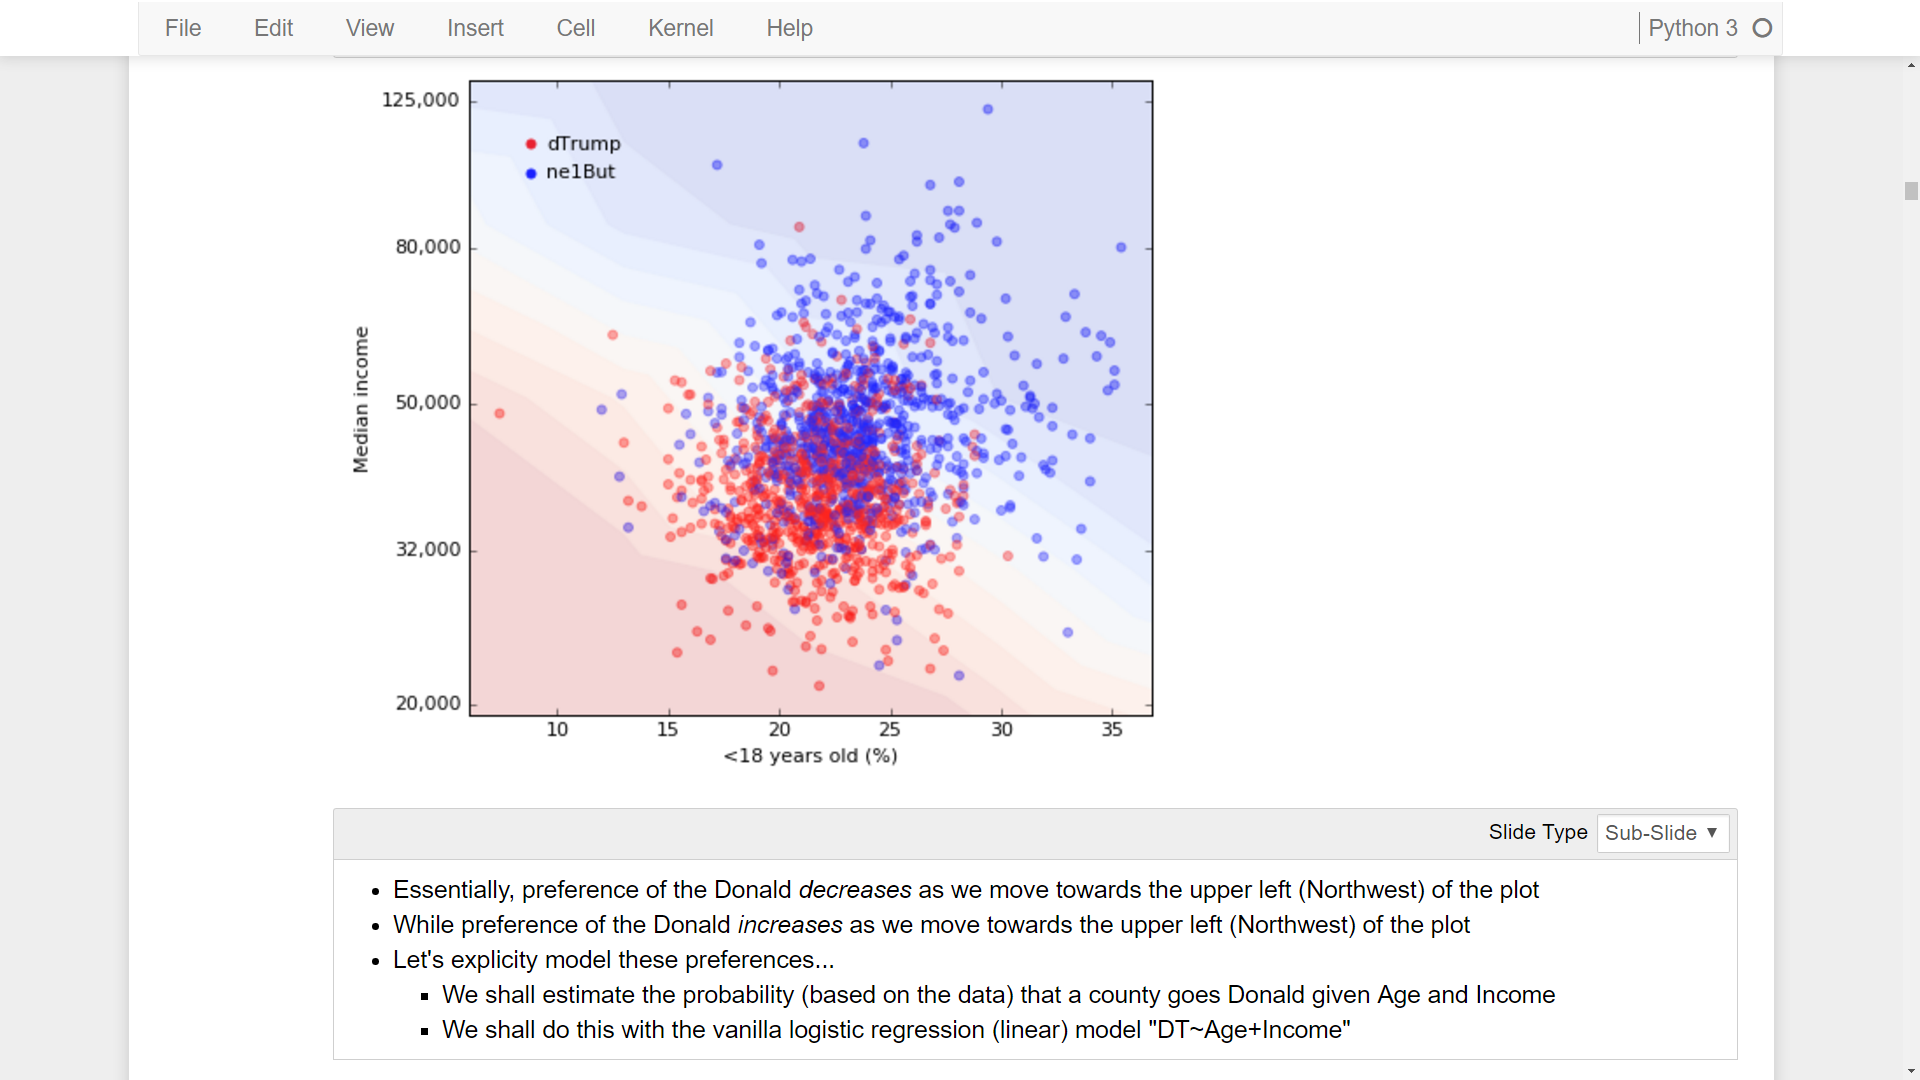 File Edit View Insert Cell Kernel Help Python 3
125,000
dTrump
ne1But
80,000
50,000
32,000
20,000
Median income
10 15 20 25 30 35
<18 years old (%)
Slide Type Sub-Slide
Essentially, preference of the Donald decreases as we move towards the upper left (Northwest) of the plot
While preference of the Donald increases as we move towards the upper left (Northwest) of the plot
Let's explicity model these preferences...
We shall estimate the probability (based on the data) that a county goes Donald given Age and Income
We shall do this with the vanilla logistic regression (linear) model "DT~Age+Income"